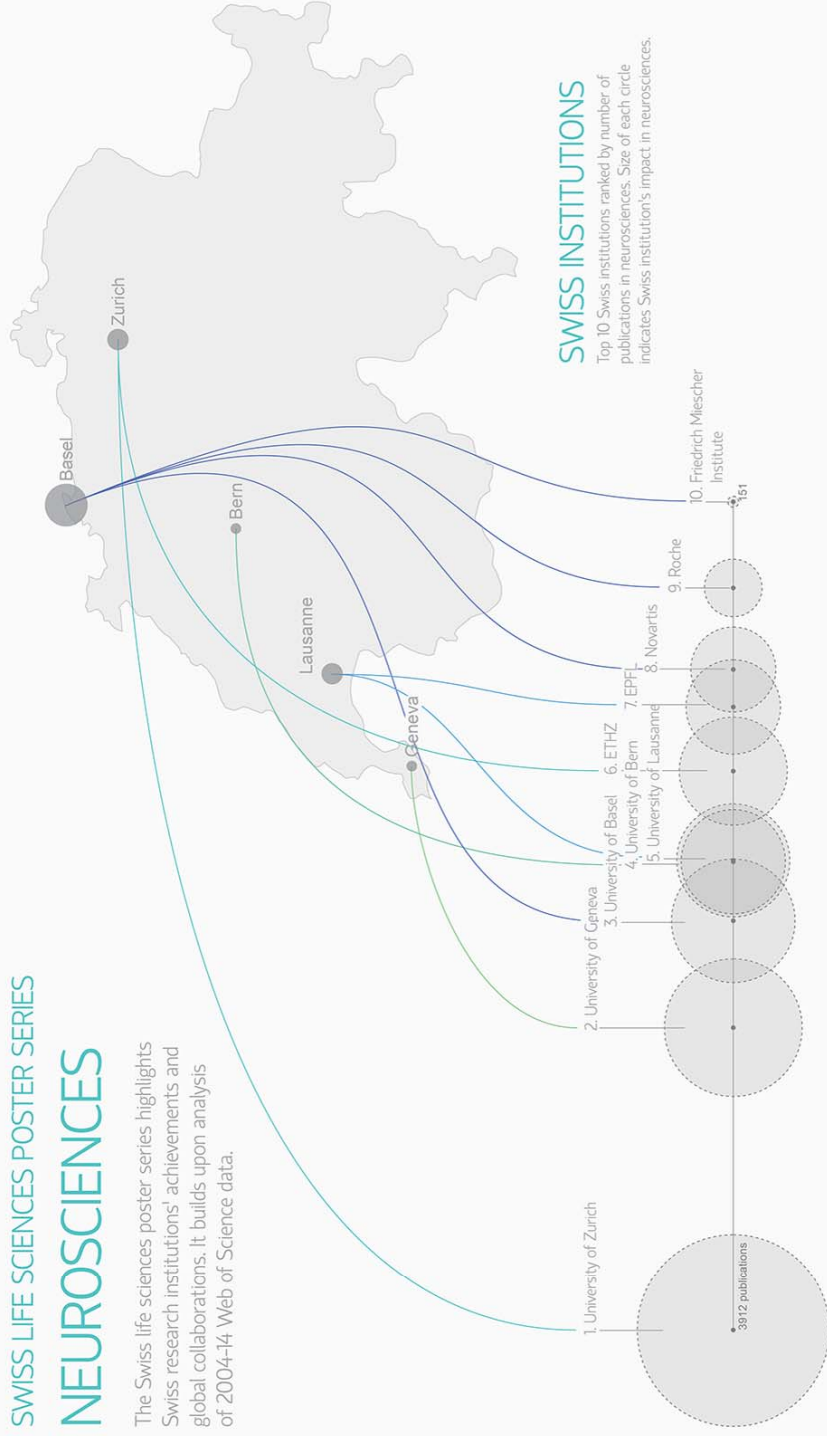 SWISS LIFE SCIENCES POSTER SERIES
NEUROSCIENCES
The Swiss life sciences poster series highlights
Swiss research institutions' achievements and
global collaborations. It builds upon analysis
of 2004-14 Web of Science data.
Basel
Zurich
Bern
Lausanne
Geneva
SWISS INSTITUTIONS
Top 10 Swiss institutions ranked by number of
publications in neurosciences. Size of each circle
indicates Swiss institution's impact in neurosciences.
1. University of Zurich
2. University of Geneva
3. University of Basel
4. University of Bern
5. University of Lausanne
6. ETHZ
7. EPFL
8. Novartis
9. Roche
10. Friedrich Miescher
Institute
3912 publications
151